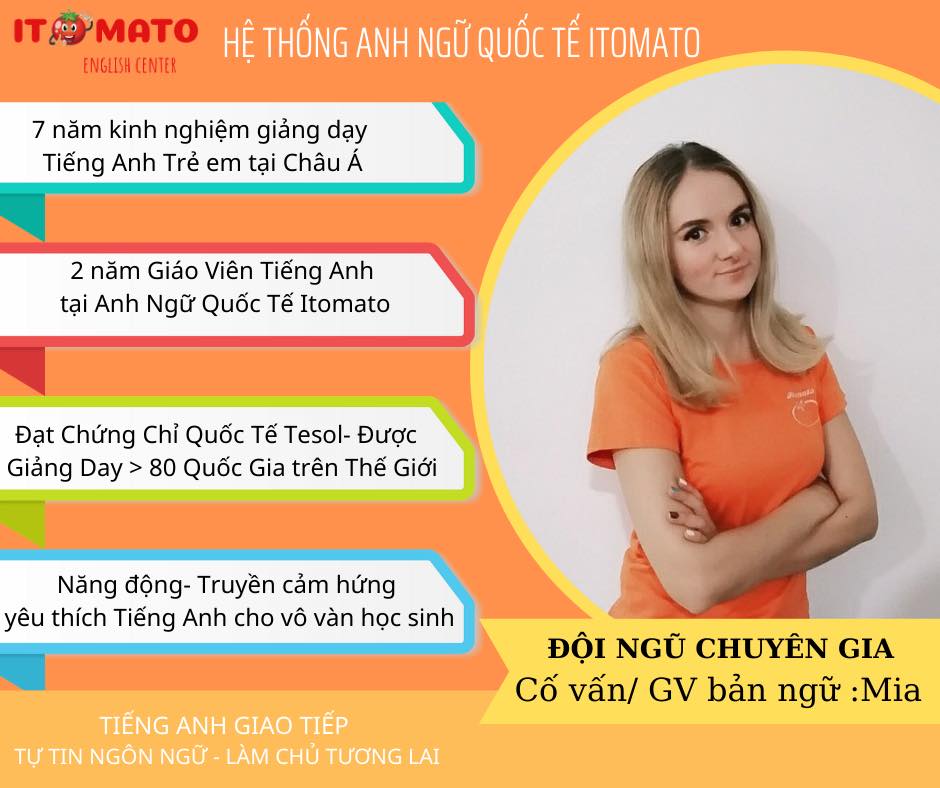 ITOMATO
ENGLISH CENTER
HỆ THỐNG ANH NGỮ QUỐC TẾ ITOMATO
7 năm kinh nghiệm giảng dạy
Tiếng Anh Trẻ em tại Châu Á
2 năm Giáo Viên Tiếng Anh
tại Anh Ngữ Quốc Tế Itomato
Đạt Chứng Chỉ Quốc Tế Tesol- Được
Giảng Day > 80 Quốc Gia trên Thế Giới
Năng động- Truyền cảm hứng
yêu thích Tiếng Anh cho vô vàn học sinh
ĐỘI NGŨ CHUYÊN GIA
Cố vấn/ GV bản ngữ :Mia
TIẾNG ANH GIAO TIẾP
TỰ TIN NGÔN NGỮ - LÀM CHỦ TƯƠNG LAI